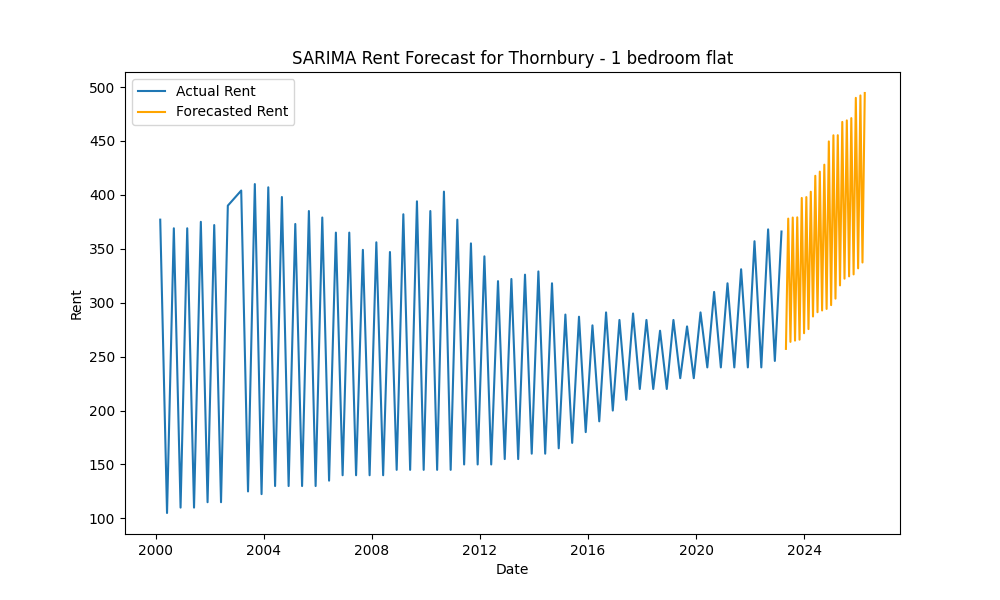 SARIMA Rent Forecast for Thornbury - 1 bedroom flat
Actual Rent
Forecasted Rent
500
450
400
350
300
250
200
150
100
Rent
2000 2004 2008 2012 2016 2020 2024
Date